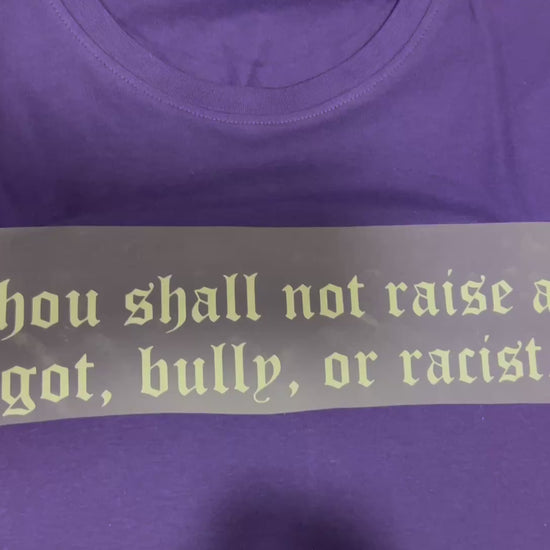 hou shall not raise a
got, bully, or racist.